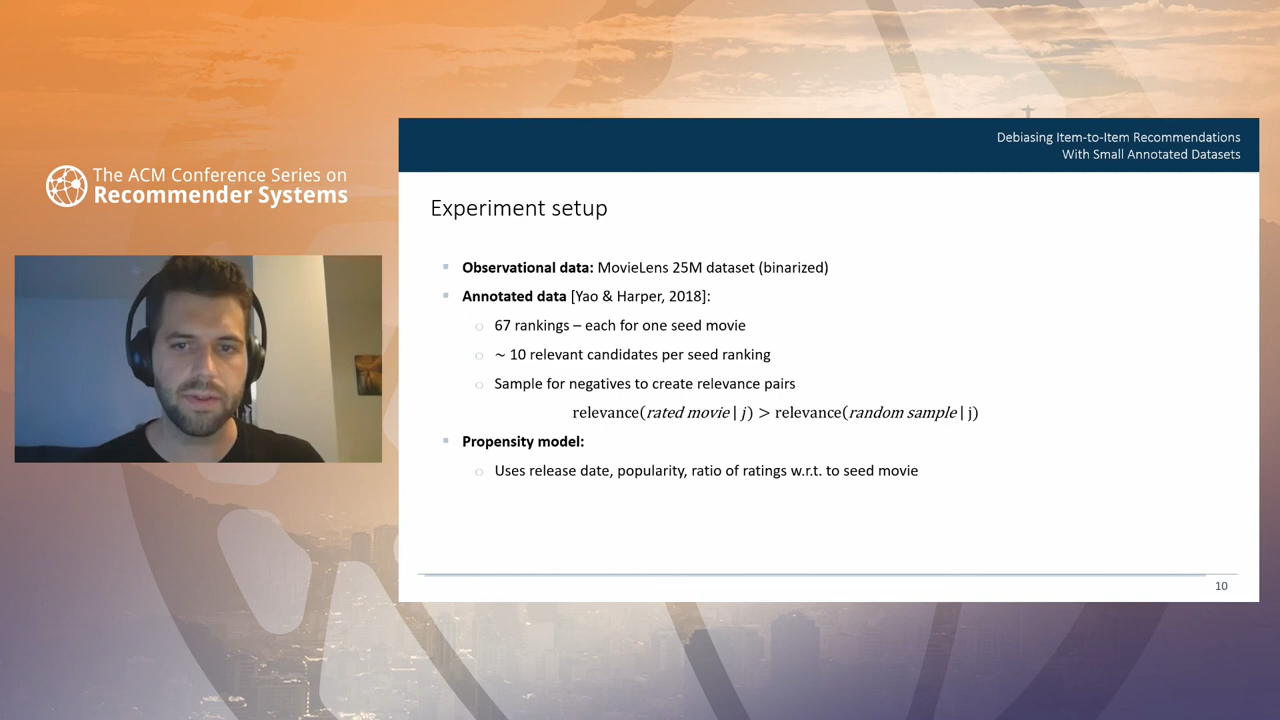 The ACM Conference Series on
Recommender Systems
Debiasing Item-to-Item Recommendations
With Small Annotated Datasets
Experiment setup
▪ Observational data: MovieLens 25M dataset (binarized)
▪ Annotated data [Yao & Harper, 2018]:
○ 67 rankings – each for one seed movie
○ ~ 10 relevant candidates per seed ranking
○ Sample for negatives to create relevance pairs
relevance(rated movie | j) > relevance(random sample | j)
▪ Propensity model:
○ Uses release date, popularity, ratio of ratings w.r.t. to seed movie
10